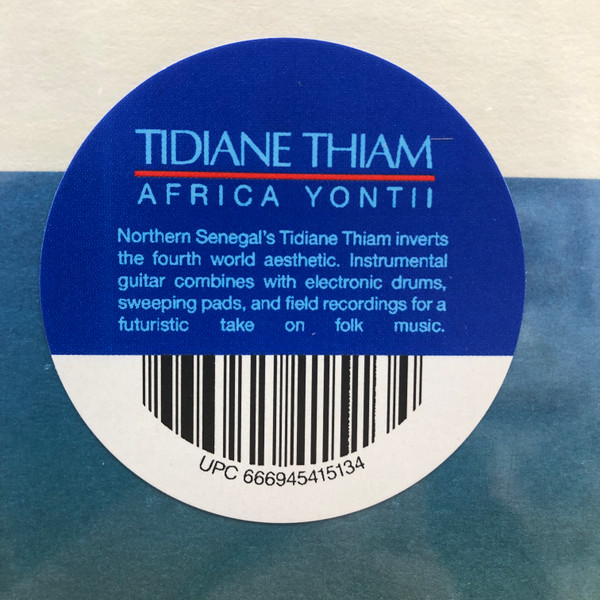 TIDIANE THIAM
AFRICA YONTII
Northern Senegal's Tidiane Thiam inverts
the fourth world aesthetic. Instrumental
guitar combines with electronic drums,
sweeping pads, and field recordings for a
futuristic take on folk music.
UPC 666945415134